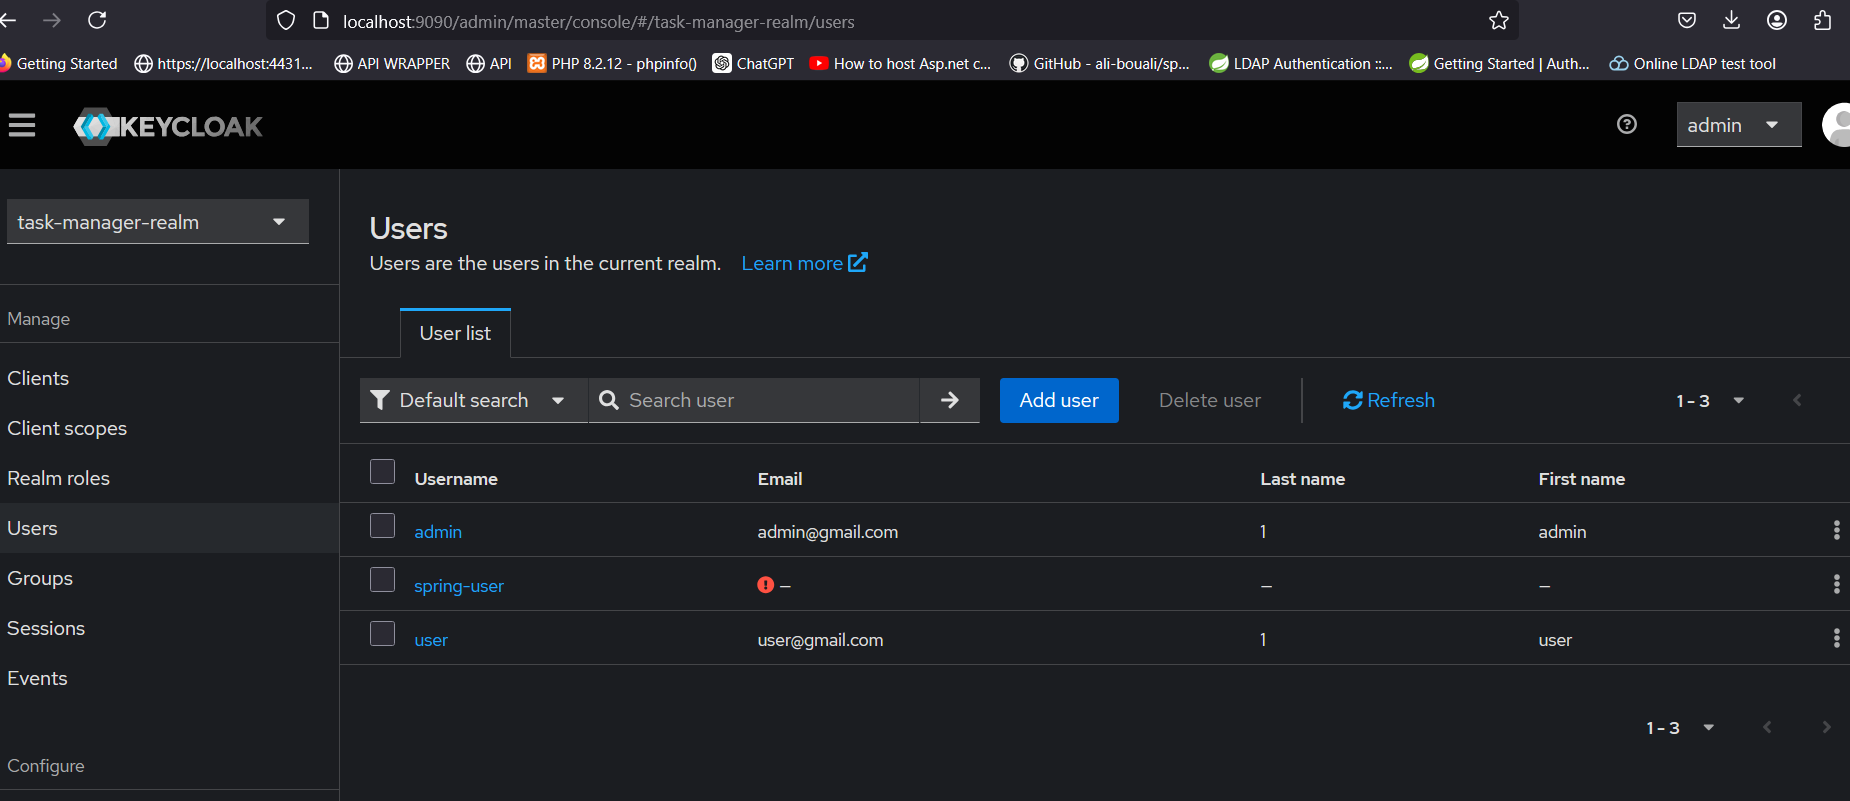 localhost:9090/admin/master/console/#/task-manager-realm/users
Getting Started https://localhost:4431... API WRAPPER API PHP 8.2.12 - phpinfo() ChatGPT How to host Asp.net c... GitHub - ali-bouali/sp... LDAP Authentication ::... Getting Started | Auth... Online LDAP test tool
KEYCLOAK admin
task-manager-realm
Manage
Clients
Client scopes
Realm roles
Users
Groups
Sessions
Events
Configure
Users
Users are the users in the current realm. Learn more
User list
Default search Search user Add user Delete user Refresh 1 - 3
Username Email Last name First name
admin admin@gmail.com 1 admin
spring-user – – –
user user@gmail.com 1 user
1 - 3